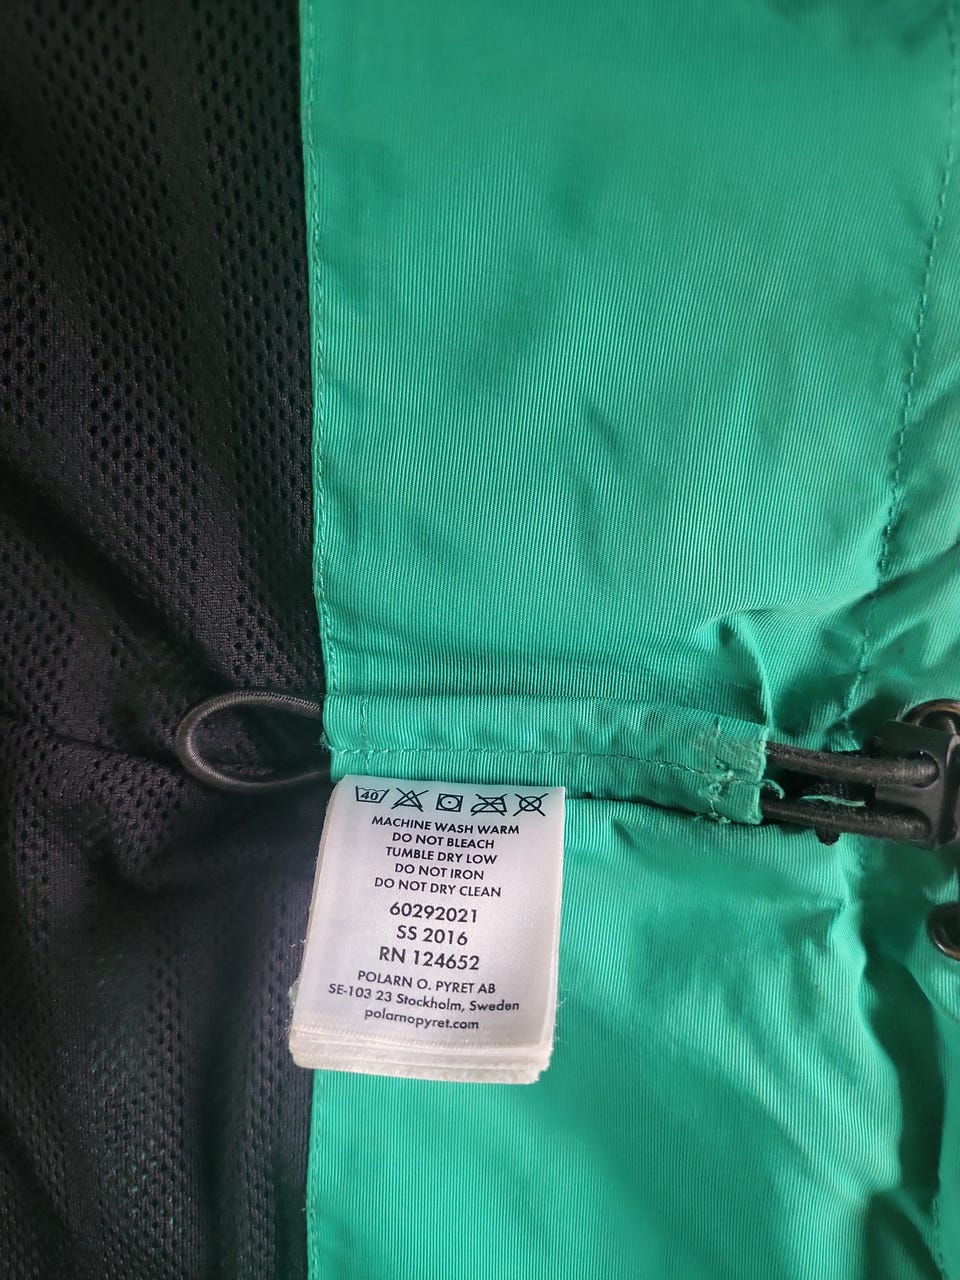 40
MACHINE WASH WARM
DO NOT BLEACH
TUMBLE DRY LOW
DO NOT IRON
DO NOT DRY CLEAN
60292021
SS 2016
RN 124652
POLARN O. PYRET AB
SE-103 23 Stockholm, Sweden
polarnopyret.com